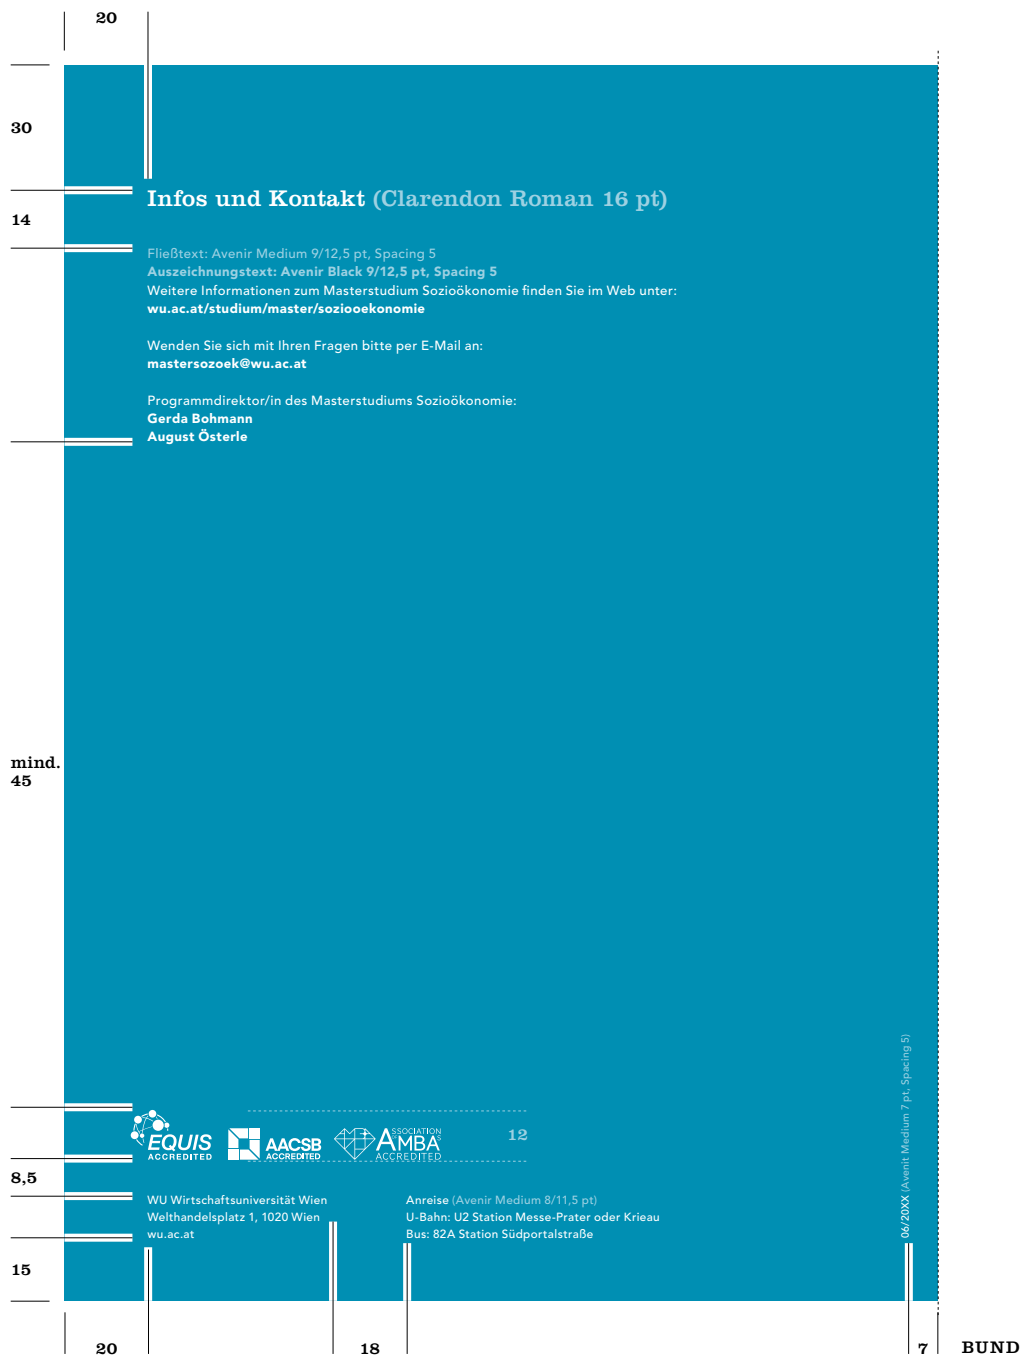 20
30
Infos und Kontakt (Clarendon Roman 16 pt)
14
Fließtext: Avenir Medium 9/12,5 pt, Spacing 5
Auszeichnungstext: Avenir Black 9/12,5 pt, Spacing 5
Weitere Informationen zum Masterstudium Sozioökonomie finden Sie im Web unter:
wu.ac.at/studium/master/soziooekonomie
Wenden Sie sich mit Ihren Fragen bitte per E-Mail an:
mastersozoek@wu.ac.at
Programmdirektor/in des Masterstudiums Sozioökonomie:
Gerda Bohmann
August Österle
mind.
45
EQUIS
ACCREDITED
AACSB
ACCREDITED
ASSOCIATION
AMBAs
ACCREDITED
12
8,5
WU Wirtschaftsuniversität Wien
Welthandelsplatz 1, 1020 Wien
wu.ac.at
Anreise (Avenir Medium 8/11,5 pt)
U-Bahn: U2 Station Messe-Prater oder Krieau
Bus: 82A Station Südportalstraße
06/20XX (Avenit Medium 7 pt, Spacing 5)
15
20
18
7
BUND